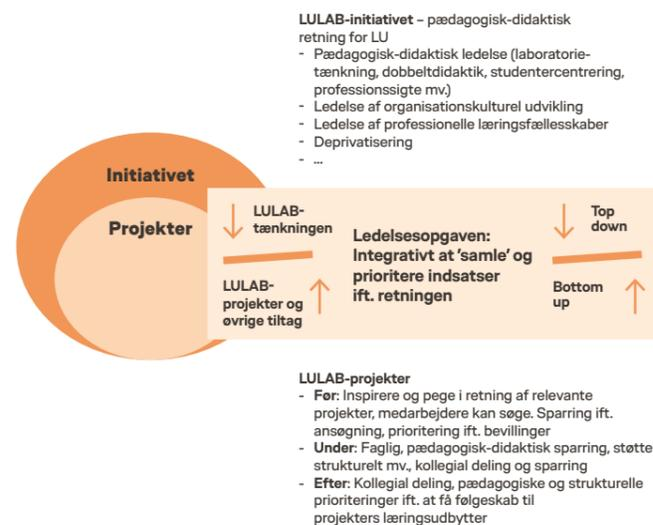 LULAB-initiativet – pædagogisk-didaktisk
retning for LU
- Pædagogisk-didaktisk ledelse (laboratorie-
tænkning, dobbeltdidaktik, studentercentrering,
professionssigte mv.)
- Ledelse af organisationskulturel udvikling
- Ledelse af professionelle læringsfællesskaber
- Deprivatisering
- ...
Initiativet
Projekter
LULAB-
tænkningen
LULAB-
projekter og
øvrige tiltag
Ledelsesopgaven:
Integrativt at 'samle' og
prioritere indsatser
ift. retningen
Top
down
Bottom
up
LULAB-projekter
- Før: Inspirere og pege i retning af relevante
projekter, medarbejdere kan søge. Sparring ift.
ansøgning, prioritering ift. bevillinger
- Under: Faglig, pædagogisk-didaktisk sparring, støtte
strukturelt mv., kollegial deling og sparring
- Efter: Kollegial deling, pædagogiske og strukturelle
prioriteringer ift. at få følgeskab til
projekters læringsudbytter